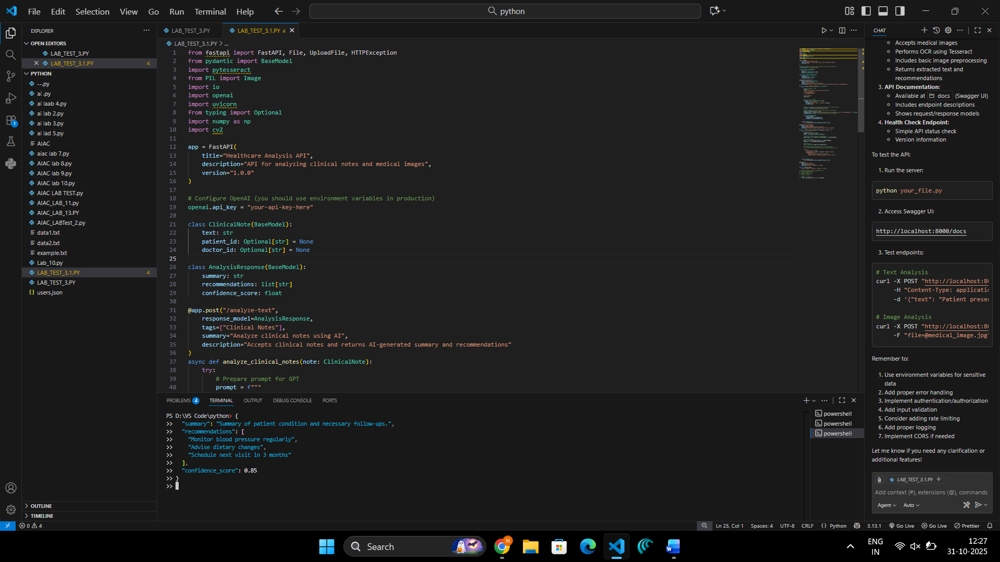 File Edit Selection View Go Run Terminal Help
python
EXPLORER
OPEN EDITORS
LAB_TEST_3.PY
LAB_TEST_3.1.PY 4
PYTHON
--.py
ai .py
ai laab 4.py
ai lab 2.py
ai lab 3.py
ai lad 5.py
AIAC
aiac lab 7.py
AIAC lab 8.py
AIAC lab 9.py
AIAC lab 10.py
AIAC LAB TEST.py
AIAC_LAB_11.py
AIAC_LAB_13.PY
AIAC_LABTest_2.py
data1.txt
data2.txt
example.txt
Lab_10.py
LAB_TEST_3.1.PY 4
LAB_TEST_3.PY
users.json
OUTLINE
TIMELINE
LAB_TEST_3.PY
LAB_TEST_3.1.PY 4
LAB_TEST_3.1.PY > ...
1 from fastapi import FastAPI, File, UploadFile, HTTPException
2 from pydantic import BaseModel
3 import pytesseract
4 from PIL import Image
5 import io
6 import openai
7 import uvicorn
8 from typing import Optional
9 import numpy as np
10 import cv2
11
12 app = FastAPI(
13 title="Healthcare Analysis API",
14 description="API for analyzing clinical notes and medical images",
15 version="1.0.0"
16 )
17
18 # Configure OpenAI (you should use environment variables in production)
19 openai.api_key = "your-api-key-here"
20
21 class ClinicalNote(BaseModel):
22 text: str
23 patient_id: Optional[str] = None
24 doctor_id: Optional[str] = None
25
26 class AnalysisResponse(BaseModel):
27 summary: str
28 recommendations: list[str]
29 confidence_score: float
30
31 @app.post("/analyze-text",
32 response_model=AnalysisResponse,
33 tags=["Clinical Notes"],
34 summary="Analyze clinical notes using AI",
35 description="Accepts clinical notes and returns AI-generated summary and recommendations"
36 )
37 async def analyze_clinical_notes(note: ClinicalNote):
38 try:
39 # Prepare prompt for GPT
40 prompt = f"""
PROBLEMS 4 TERMINAL OUTPUT DEBUG CONSOLE PORTS
PS D:\VS Code\python> {
>> "summary": "Summary of patient condition and necessary follow-ups.",
>> "recommendations": [
>> "Monitor blood pressure regularly",
>> "Advise dietary changes",
>> "Schedule next visit in 3 months"
>> ],
>> "confidence_score": 0.85
>> }
>>
powershell
powershell
powershell
CHAT
Accepts medical images
Performs OCR using Tesseract
Includes basic image preprocessing
Returns extracted text and
recommendations
3. API Documentation:
Available at docs (Swagger UI)
Includes endpoint descriptions
Shows request/response models
4. Health Check Endpoint:
Simple API status check
Version information
To test the API:
1. Run the server:
python your_file.py
2. Access Swagger UI:
http://localhost:8000/docs
3. Test endpoints:
# Text Analysis
curl -X POST "http://localhost:80
-H "Content-Type: applicatio
-d '{"text": "Patient presen
# Image Analysis
curl -X POST "http://localhost:80
-F "file=@medical_image.jpg"
Remember to:
1. Use environment variables for sensitive
data
2. Add proper error handling
3. Implement authentication/authorization
4. Add input validation
5. Consider adding rate limiting
6. Add proper logging
7. Implement CORS if needed
Let me know if you need any clarification or
additional features!
LAB_TEST_3.1.PY +
Add context (#), extensions (@), commands
Agent Auto
0 4
Ln 25, Col 1 Spaces: 4 UTF-8 CRLF {} Python 3.13.1 Go Live Go Live Prettier
Search
N
ENG
IN
12:27
31-10-2025